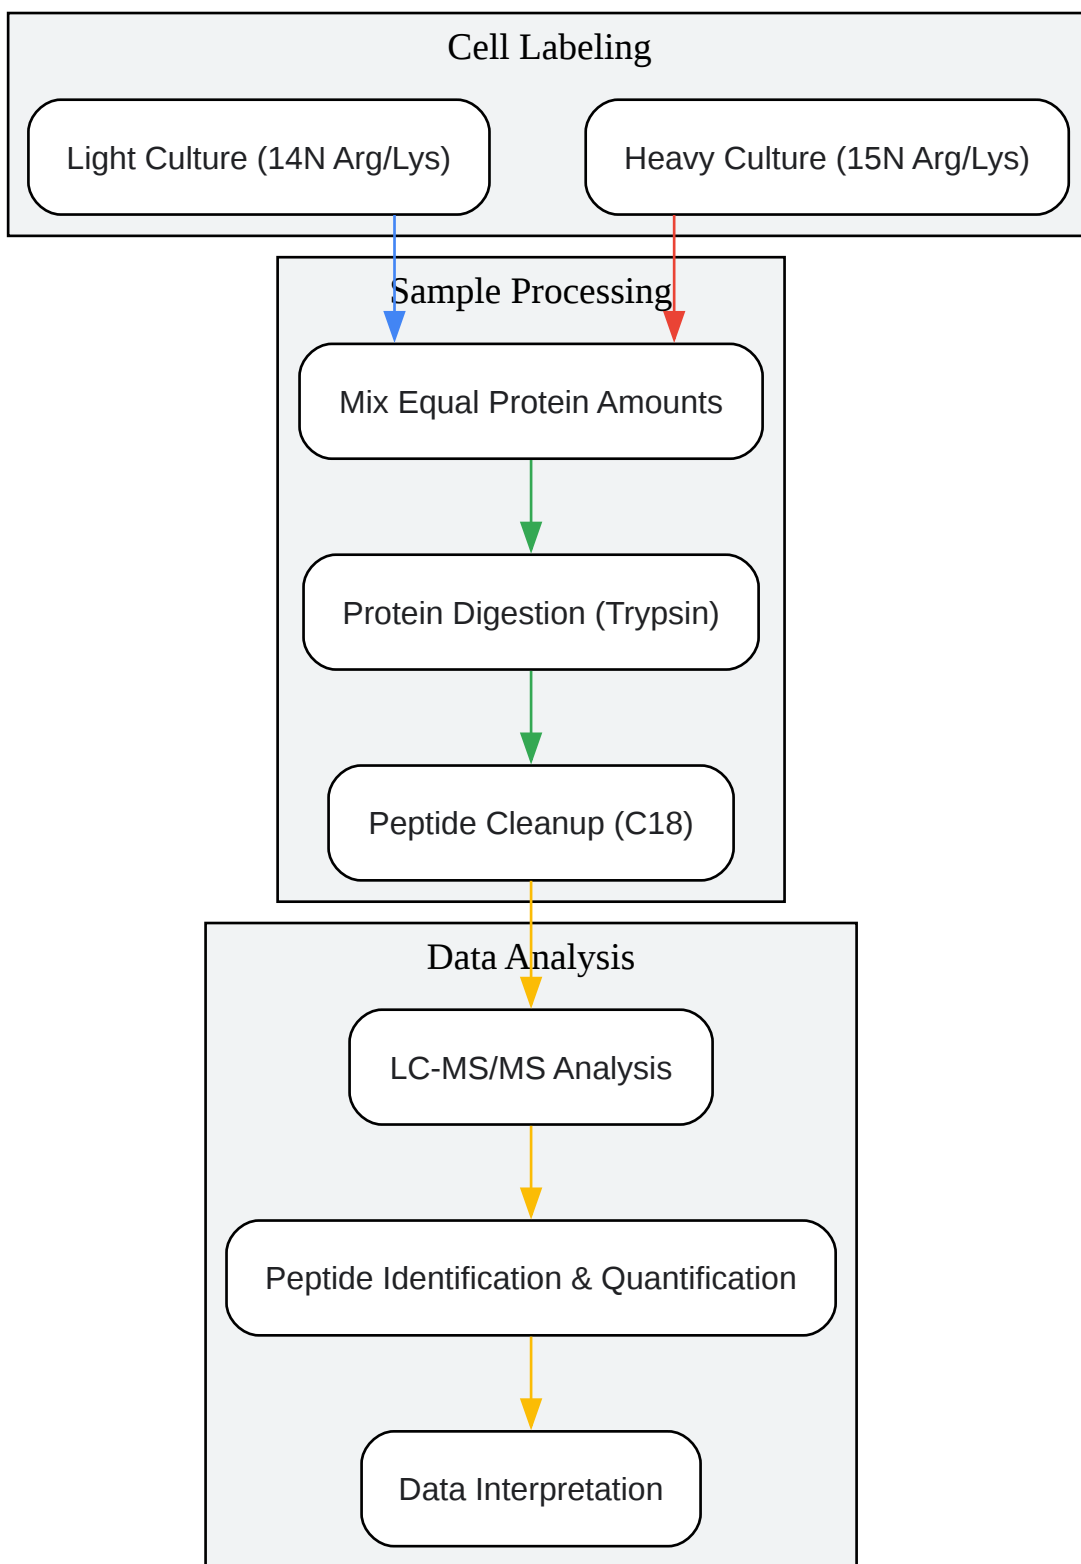 Cell Labeling
Light Culture (14N Arg/Lys)
Heavy Culture (15N Arg/Lys)
Sample Processing
Mix Equal Protein Amounts
Protein Digestion (Trypsin)
Peptide Cleanup (C18)
Data Analysis
LC-MS/MS Analysis
Peptide Identification & Quantification
Data Interpretation